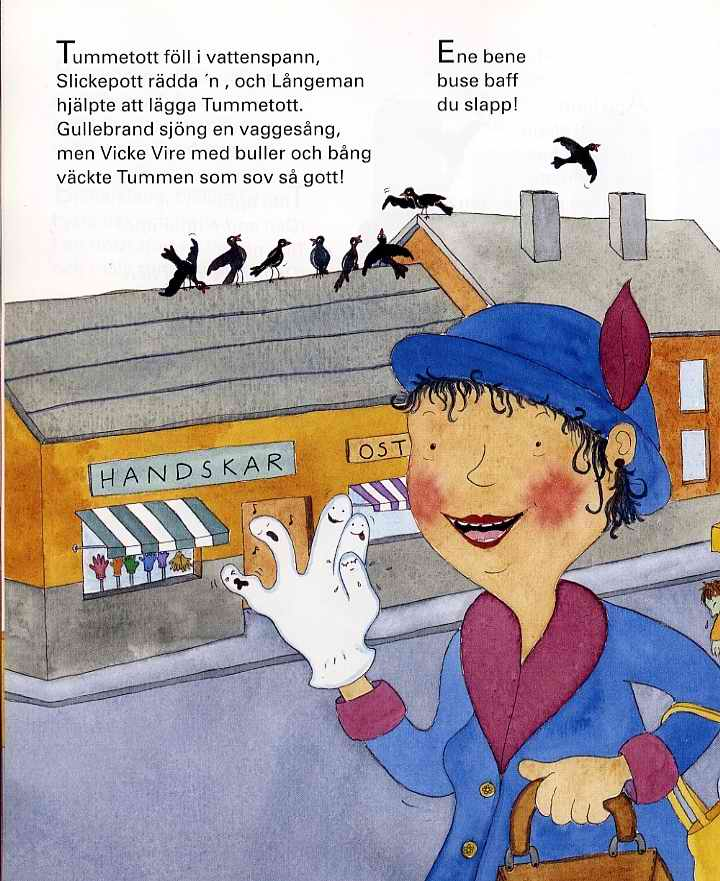 Tummetott föll i vattenspann,
Slickepott rädda ´n , och Långeman
hjälpte att lägga Tummetott.
Gullebrand sjöng en vaggesång,
men Vicke Vire med buller och bång
väckte Tummen som sov så gott!
Ene bene
buse baff
du slapp!
HANDSKAR
OST